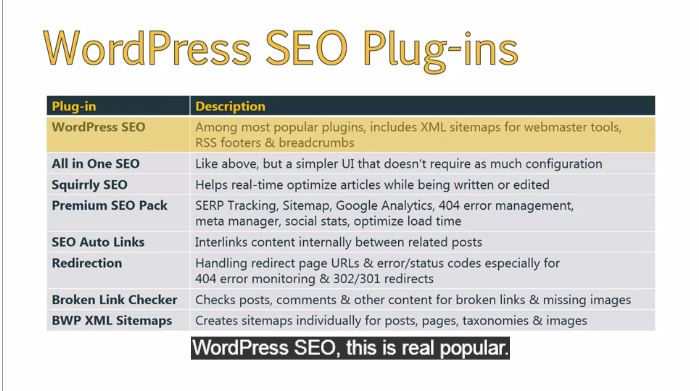 WordPress SEO Plug-ins
Plug-in Description
WordPress SEO Among most popular plugins, includes XML sitemaps for webmaster tools,
RSS footers & breadcrumbs
All in One SEO Like above, but a simpler UI that doesn't require as much configuration
Squirrly SEO Helps real-time optimize articles while being written or edited
Premium SEO Pack SERP Tracking, Sitemap, Google Analytics, 404 error management,
meta manager, social stats, optimize load time
SEO Auto Links Interlinks content internally between related posts
Redirection Handling redirect page URLs & error/status codes especially for
404 error monitoring & 302/301 redirects
Broken Link Checker Checks posts, comments & other content for broken links & missing images
BWP XML Sitemaps Creates sitemaps individually for posts, pages, taxonomies & images
WordPress SEO, this is real popular.